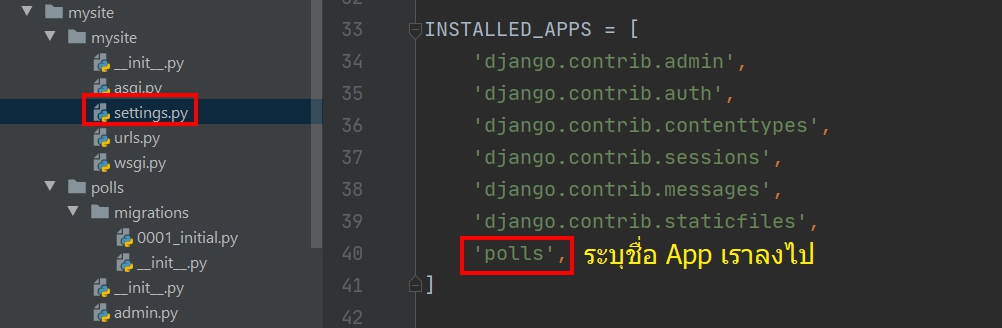 mysite
mysite
__init__.py
asgi.py
settings.py
urls.py
wsgi.py
polls
migrations
0001_initial.py
__init__.py
__init__.py
admin.py
32
33 INSTALLED_APPS = [
34 'django.contrib.admin',
35 'django.contrib.auth',
36 'django.contrib.contenttypes',
37 'django.contrib.sessions',
38 'django.contrib.messages',
39 'django.contrib.staticfiles',
40 'polls', ระบุชื่อ App เราลงไป
41 ]
42